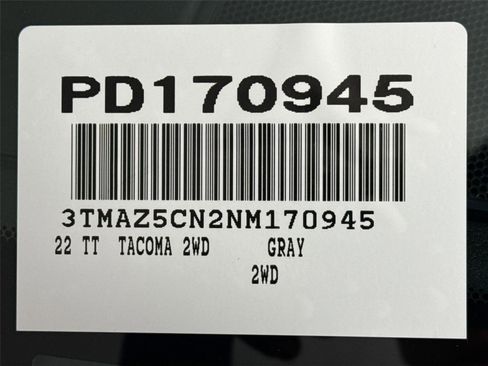 PD170945
3TMAZ5CN2NM170945
22 TT TACOMA 2WD GRAY
2WD